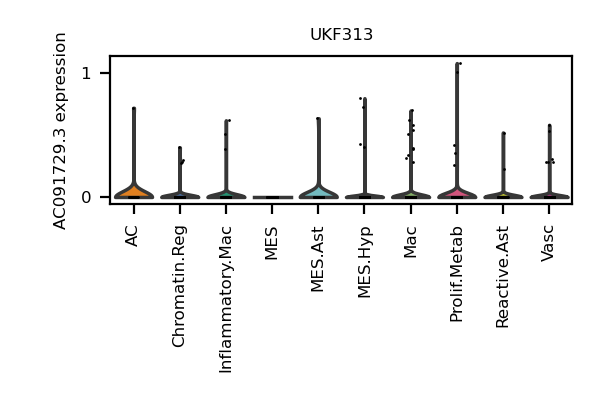 UKF313
AC091729.3 expression
1
0
AC
Chromatin.Reg
Inflammatory.Mac
MES
MES.Ast
MES.Hyp
Mac
Prolif.Metab
Reactive.Ast
Vasc